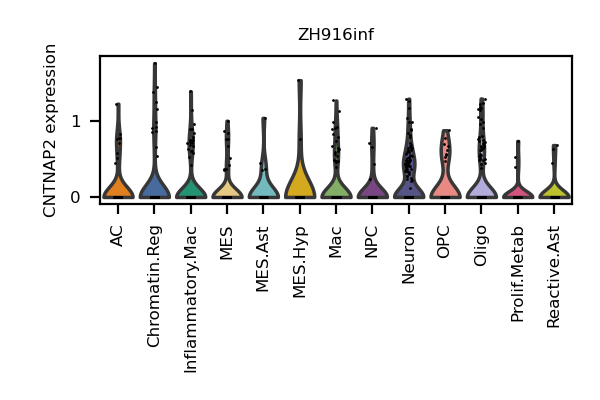 ZH916inf
CNTNAP2 expression
1
0
AC
Chromatin.Reg
Inflammatory.Mac
MES
MES.Ast
MES.Hyp
Mac
NPC
Neuron
OPC
Oligo
Prolif.Metab
Reactive.Ast